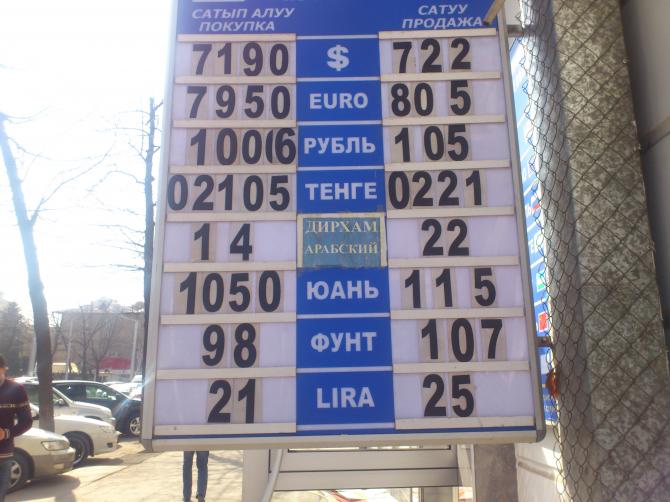 САТЫП АЛУУ САТУУ
ПОКУПКА ПРОДАЖА
7190 $ 722
7950 EURO 805
1006 РУБЛЬ 105
02105 ТЕНГЕ 0221
14 ДИРХАМ АРАБСКИЙ 22
1050 ЮАНЬ 115
98 ФУНТ 107
21 LIRA 25